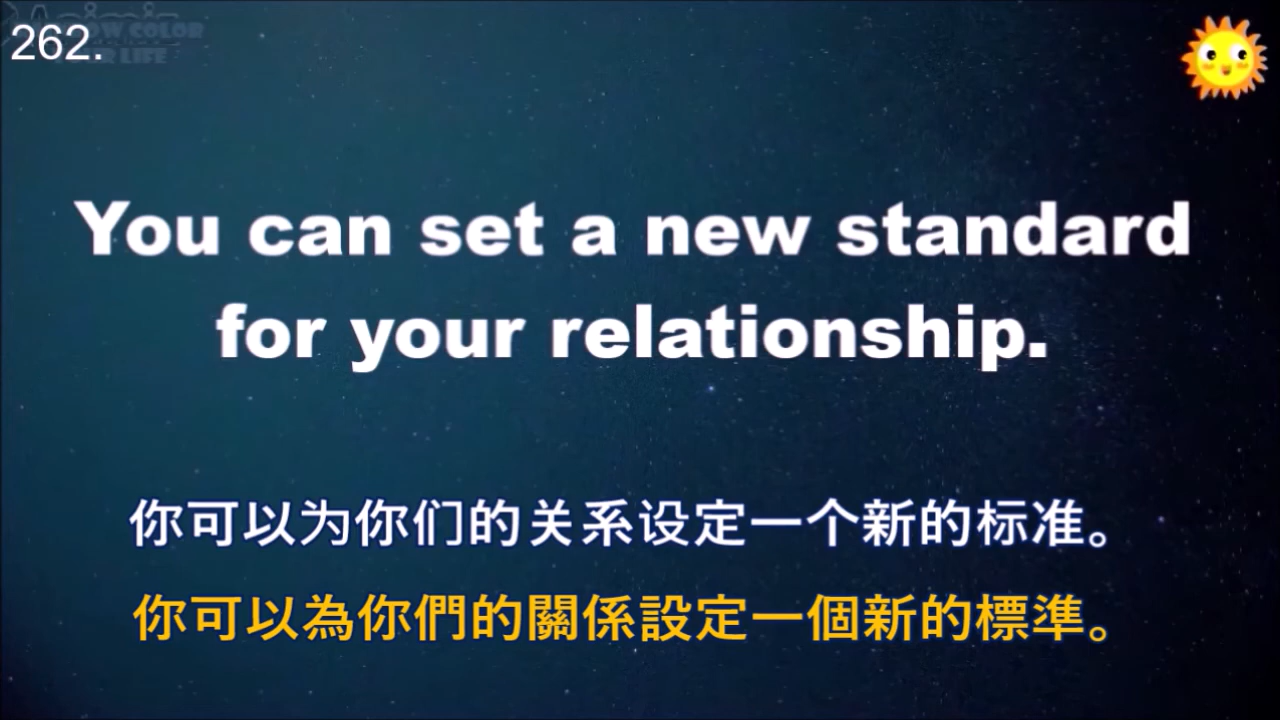 262.
You can set a new standard
for your relationship.
你可以为你们的关系设定一个新的标准。
你可以為你們的關係設定一個新的標準。